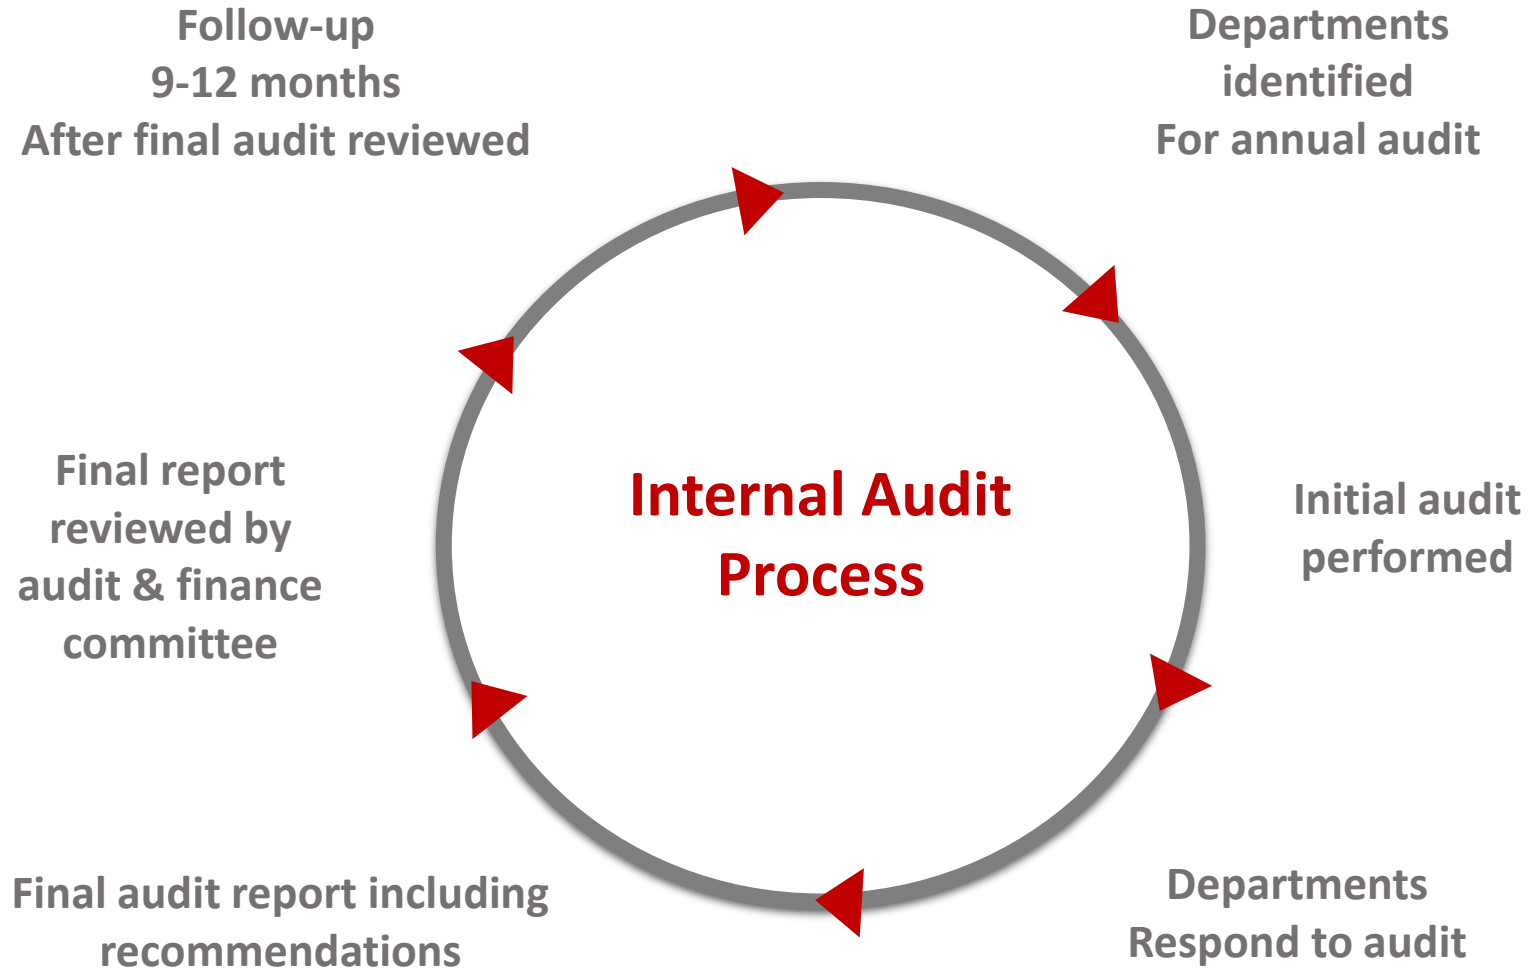 Follow-up
9-12 months
After final audit reviewed
Departments
identified
For annual audit
Internal Audit
Process
Initial audit
performed
Final report
reviewed by
audit & finance
committee
Departments
Respond to audit
Final audit report including
recommendations